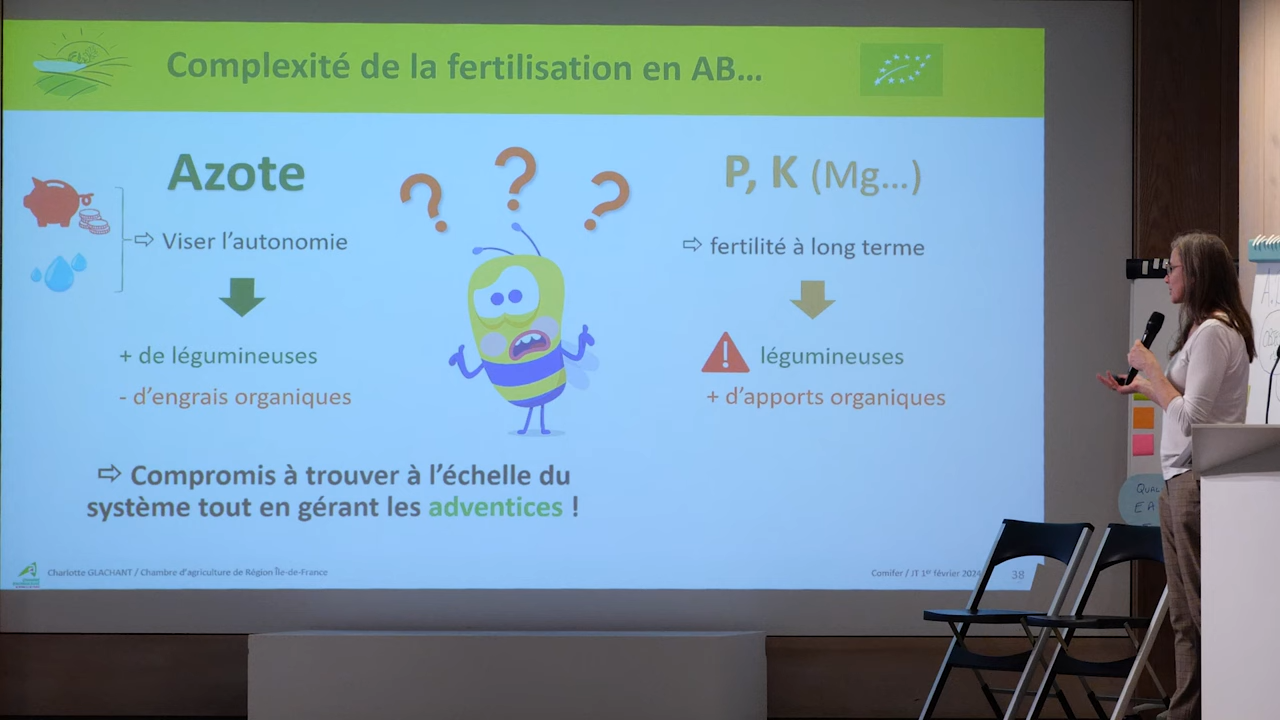 Complexité de la fertilisation en AB...
Azote
⇨ Viser l'autonomie
+ de légumineuses
- d'engrais organiques
? ? ?
P, K (Mg...)
⇨ fertilité à long terme
! légumineuses
+ d'apports organiques
⇨ Compromis à trouver à l'échelle du
système tout en gérant les adventices !
Charlotte GLACHANT / Chambre d'agriculture de Région Île-de-France
Comifer / JT 1er février 2024
38
QUAL
E A